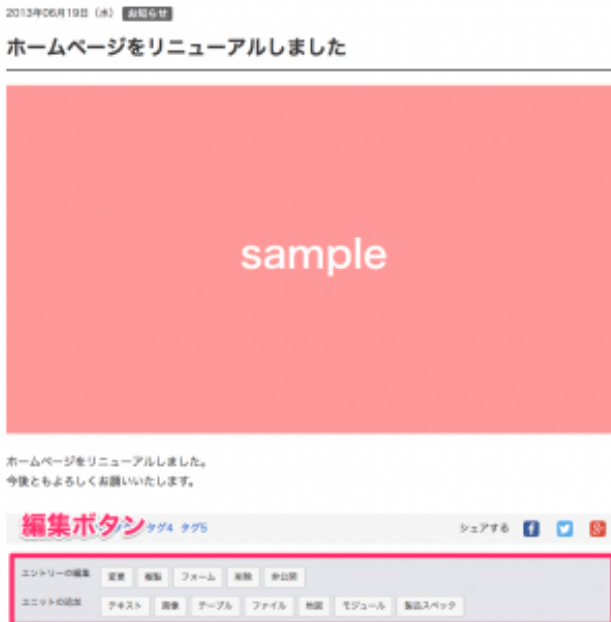 2013年06月19日（水） お知らせ
ホームページをリニューアルしました
sample
ホームページをリニューアルしました。
今後ともよろしくお願いいたします。
編集ボタン タグ4 タグ5 シェアする
エントリーの編集 変更 複製 フォーム 削除 非公開
ユニットの追加 テキスト 画像 テーブル ファイル 地図 モジュール 製品スペック